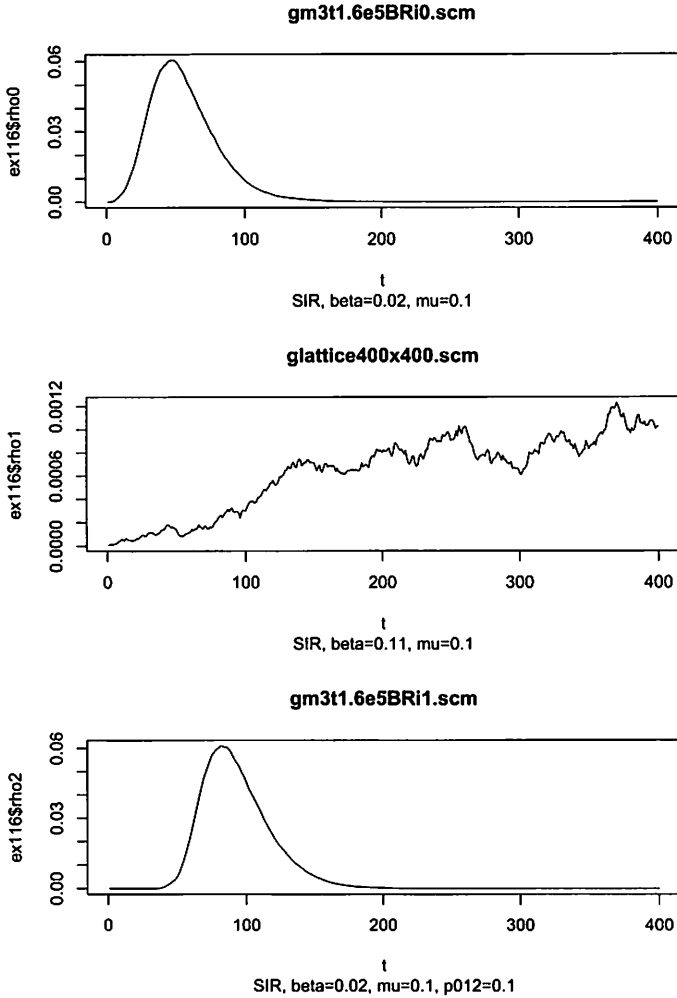 gm3t1.6e5BRi0.scm
ex116$rho0
0.00 0.03 0.06
0 100 200 300 400
t
SIR, beta=0.02, mu=0.1
glattice400x400.scm
ex116$rho1
0.0000 0.0006 0.0012
0 100 200 300 400
t
SIR, beta=0.11, mu=0.1
gm3t1.6e5BRi1.scm
ex116$rho2
0.00 0.03 0.06
0 100 200 300 400
t
SIR, beta=0.02, mu=0.1, p012=0.1